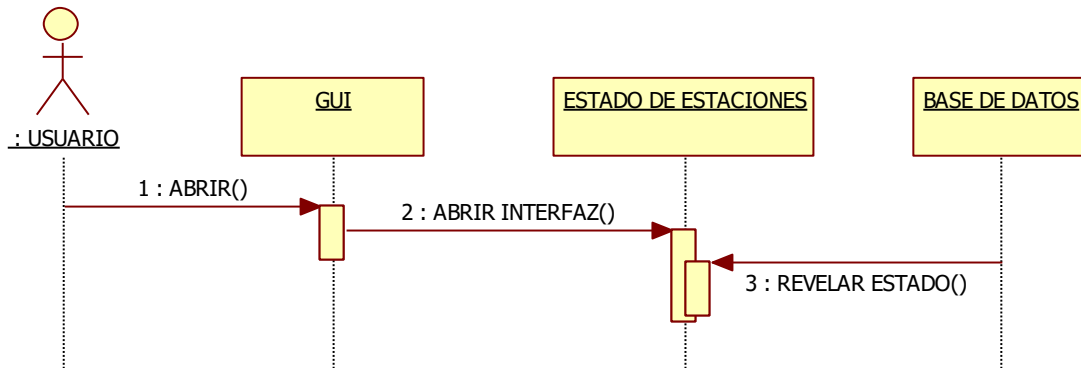 : USUARIO
GUI
ESTADO DE ESTACIONES
BASE DE DATOS
1 : ABRIR()
2 : ABRIR INTERFAZ()
3 : REVELAR ESTADO()